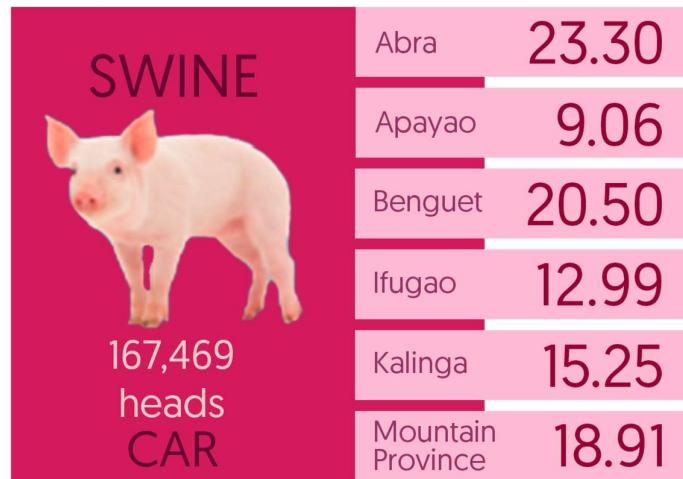 SWINE
167,469
heads
CAR
Abra 23.30
Apayao 9.06
Benguet 20.50
Ifugao 12.99
Kalinga 15.25
Mountain
Province 18.91